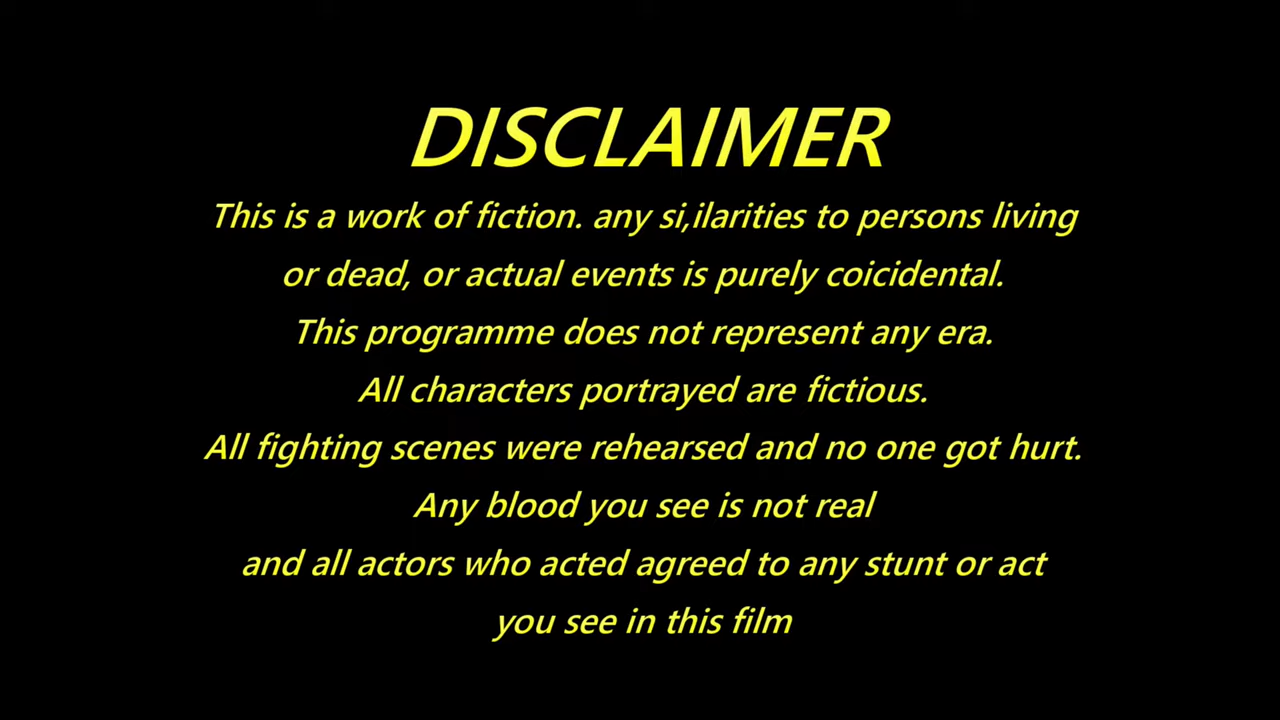 DISCLAIMER
This is a work of fiction. any si,ilarities to persons living
or dead, or actual events is purely coicidental.
This programme does not represent any era.
All characters portrayed are fictious.
All fighting scenes were rehearsed and no one got hurt.
Any blood you see is not real
and all actors who acted agreed to any stunt or act
you see in this film